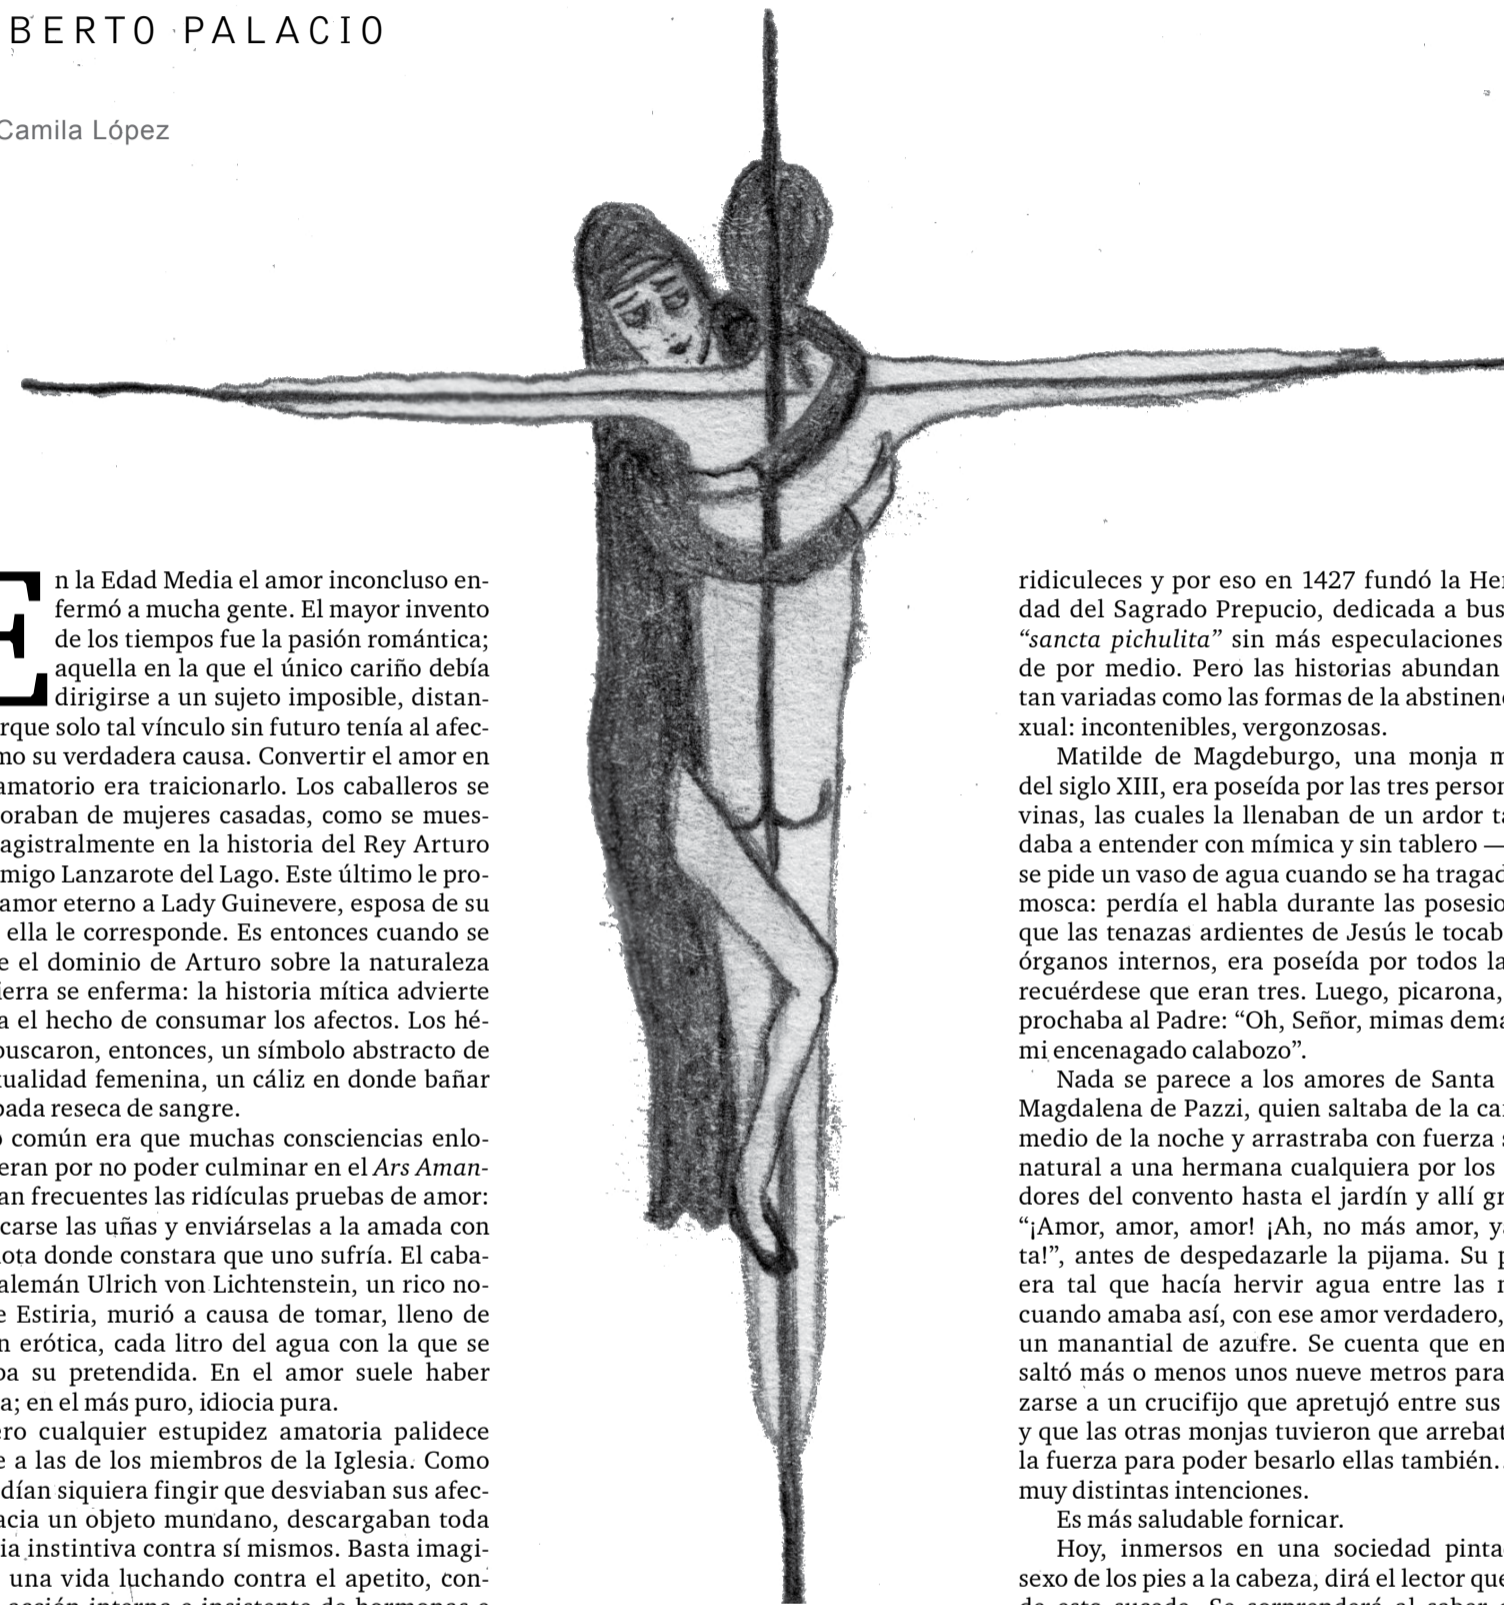 BERTO PALACIO
Camila López
En la Edad Media el amor inconcluso en-
fermó a mucha gente. El mayor invento
de los tiempos fue la pasión romántica;
aquella en la que el único cariño debía
dirigirse a un sujeto imposible, distan-
rque solo tal vínculo sin futuro tenía al afec-
mo su verdadera causa. Convertir el amor en
amatorio era traicionarlo. Los caballeros se
oraban de mujeres casadas, como se mues-
agistralmente en la historia del Rey Arturo
migo Lanzarote del Lago. Este último le pro-
amor eterno a Lady Guinevere, esposa de su
ella le corresponde. Es entonces cuando se
e el dominio de Arturo sobre la naturaleza
ierra se enferma: la historia mítica advierte
a el hecho de consumar los afectos. Los hé-
buscaron, entonces, un símbolo abstracto de
tualidad femenina, un cáliz en donde bañar
pada reseca de sangre.
o común era que muchas consciencias enlo-
eran por no poder culminar en el Ars Aman-
an frecuentes las ridículas pruebas de amor:
carse las uñas y enviárselas a la amada con
nota donde constara que uno sufría. El caba-
alemán Ulrich von Lichtenstein, un rico no-
e Estiria, murió a causa de tomar, lleno de
n erótica, cada litro del agua con la que se
ba su pretendida. En el amor suele haber
a; en el más puro, idiocia pura.
ero cualquier estupidez amatoria palidece
e a las de los miembros de la Iglesia. Como
dían siquiera fingir que desviaban sus afec-
acia un objeto mundano, descargaban toda
ia instintiva contra sí mismos. Basta imagi-
una vida luchando contra el apetito, con-
ridiculeces y por eso en 1427 fundó la Her
dad del Sagrado Prepucio, dedicada a bus
“sancta pichulita” sin más especulaciones
de por medio. Pero las historias abundan
tan variadas como las formas de la abstinenc
xual: incontenibles, vergonzosas.
Matilde de Magdeburgo, una monja m
del siglo XIII, era poseída por las tres person
vinas, las cuales la llenaban de un ardor ta
daba a entender con mímica y sin tablero —
se pide un vaso de agua cuando se ha tragad
mosca: perdía el habla durante las posesio
que las tenazas ardientes de Jesús le tocab
órganos internos, era poseída por todos la
recuérdese que eran tres. Luego, picarona,
prochaba al Padre: “Oh, Señor, mimas dema
mi encenagado calabozo”.
Nada se parece a los amores de Santa
Magdalena de Pazzi, quien saltaba de la ca
medio de la noche y arrastraba con fuerza s
natural a una hermana cualquiera por los
dores del convento hasta el jardín y allí gr
“¡Amor, amor, amor! ¡Ah, no más amor, y
ta!”, antes de despedazarle la pijama. Su p
era tal que hacía hervir agua entre las m
cuando amaba así, con ese amor verdadero,
un manantial de azufre. Se cuenta que en
saltó más o menos unos nueve metros para
zarse a un crucifijo que apretujó entre sus
y que las otras monjas tuvieron que arrebat
la fuerza para poder besarlo ellas también..
muy distintas intenciones.
Es más saludable fornicar.
Hoy, inmersos en una sociedad pinta
sexo de los pies a la cabeza, dirá el lector que